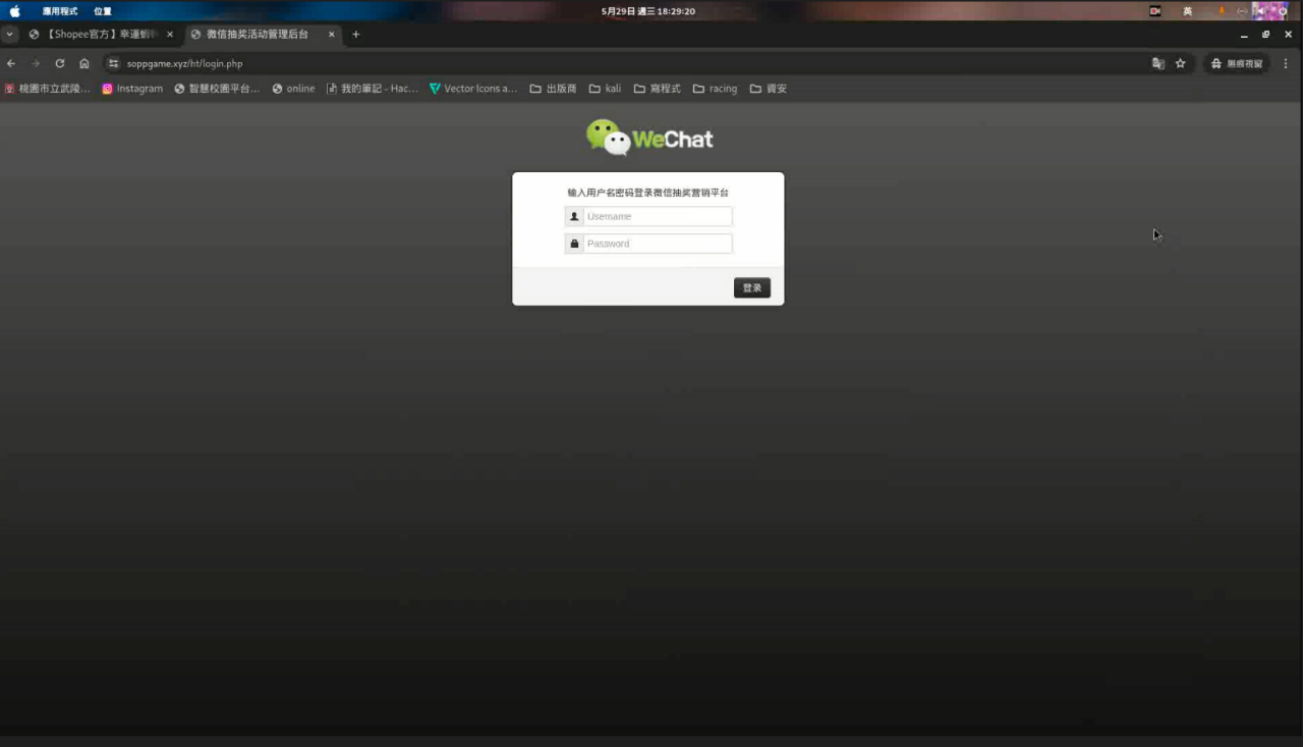 應用程式 位置 5月29日 週三 18:29:20 英
【Shopee官方】幸運 微信抽奖活动管理后台
soppgame.xyz/ht/login.php 無痕視窗
桃園市立武陵... Instagram 智慧校園平台... online 我的筆記 - Hac... Vector Icons a... 出版商 kali 寫程式 racing 資安
WeChat
输入用户名密码登录微信抽奖营销平台
Username
Password
登录